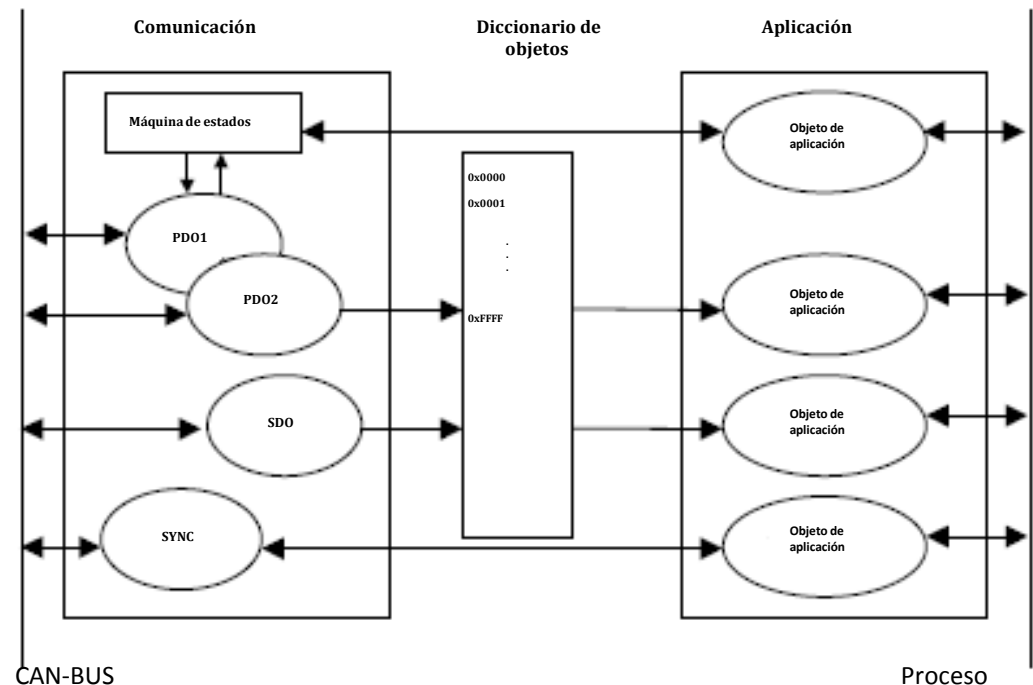 Comunicación
Diccionario de
objetos
Aplicación
Máquina de estados
Objeto de
aplicación
0x0000
0x0001
.
.
.
0xFFFF
PDO1
PDO2
Objeto de
aplicación
SDO
Objeto de
aplicación
SYNC
Objeto de
aplicación
CAN-BUS
Proceso